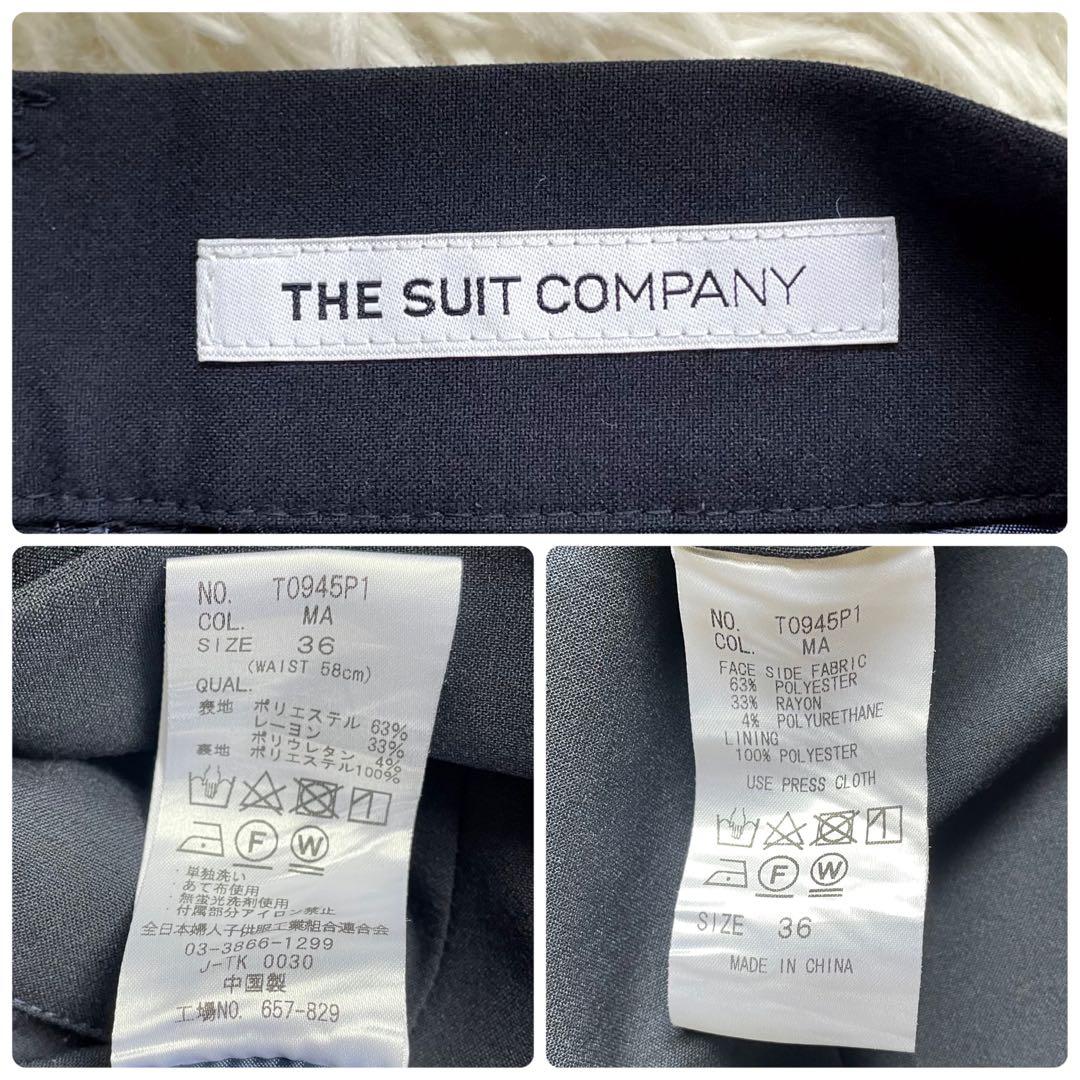 THE SUIT COMPANY
NO. T0945P1
COL. MA
SIZE 36
(WAIST 58cm)
QUAL.
表地 ポリエステル 63%
レーヨン 33%
ポリウレタン 4%
裏地 ポリエステル100%
F W
・単独洗い
・あて布使用
・無蛍光洗剤使用
・付属部分アイロン禁止
全日本婦人子供服工業組合連合会
03-3866-1299
J-TK 0030
中国製
工場NO. 657-829
NO. T0945P1
COL. MA
FACE SIDE FABRIC
63% POLYESTER
33% RAYON
4% POLYURETHANE
LINING
100% POLYESTER
USE PRESS CLOTH
F W
SIZE 36
MADE IN CHINA